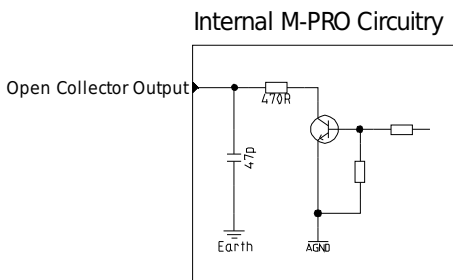 Internal M-PRO Circuitry
Open Collector Output
470R
47p
Earth
AGND